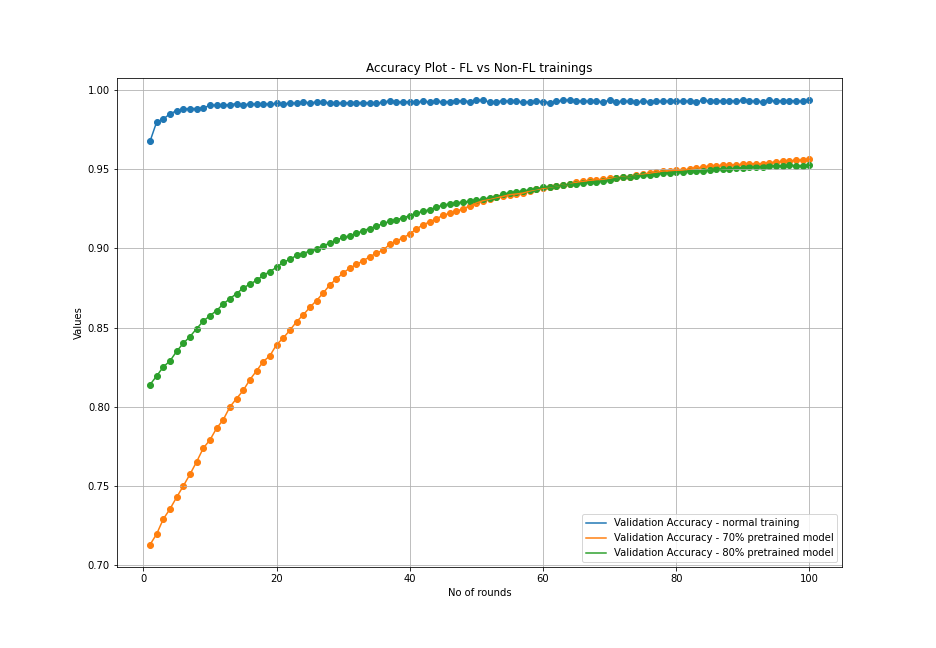 Accuracy Plot - FL vs Non-FL trainings
1.00
0.95
0.90
0.85
0.80
0.75
0.70
Values
0
20
40
60
80
100
No of rounds
Validation Accuracy - normal training
Validation Accuracy - 70% pretrained model
Validation Accuracy - 80% pretrained model